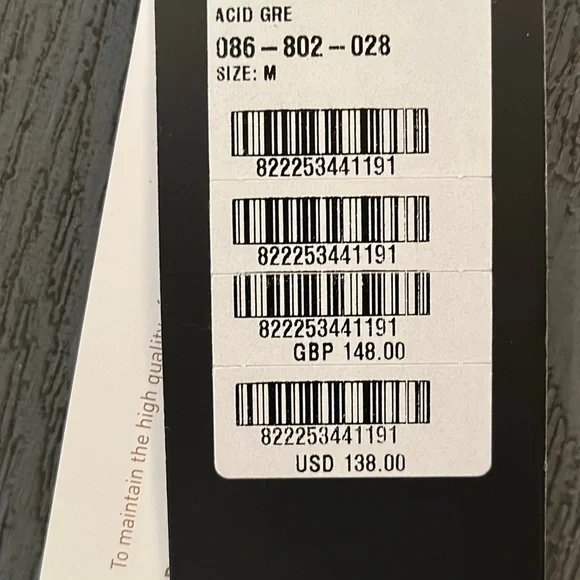 ACID GRE
086-802-028
SIZE: M
822253441191
822253441191
822253441191
GBP 148.00
822253441191
USD 138.00
To maintain the high quality